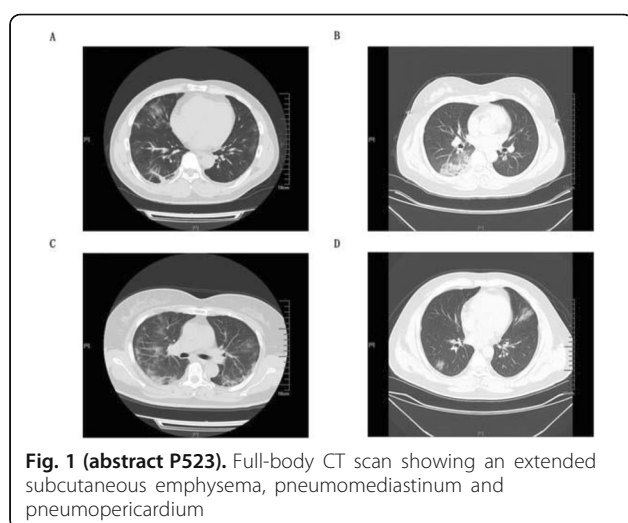 A
B
C
D
Fig. 1 (abstract P523). Full-body CT scan showing an extended
subcutaneous emphysema, pneumomediastinum and
pneumopericardium